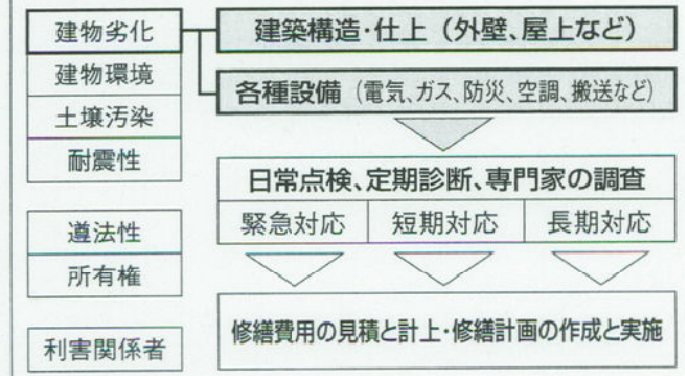 建物劣化
建物環境
土壌汚染
耐震性
遵法性
所有権
利害関係者
建築構造・仕上（外壁、屋上など）
各種設備（電気、ガス、防災、空調、搬送など）
日常点検、定期診断、専門家の調査
緊急対応
短期対応
長期対応
修繕費用の見積と計上・修繕計画の作成と実施